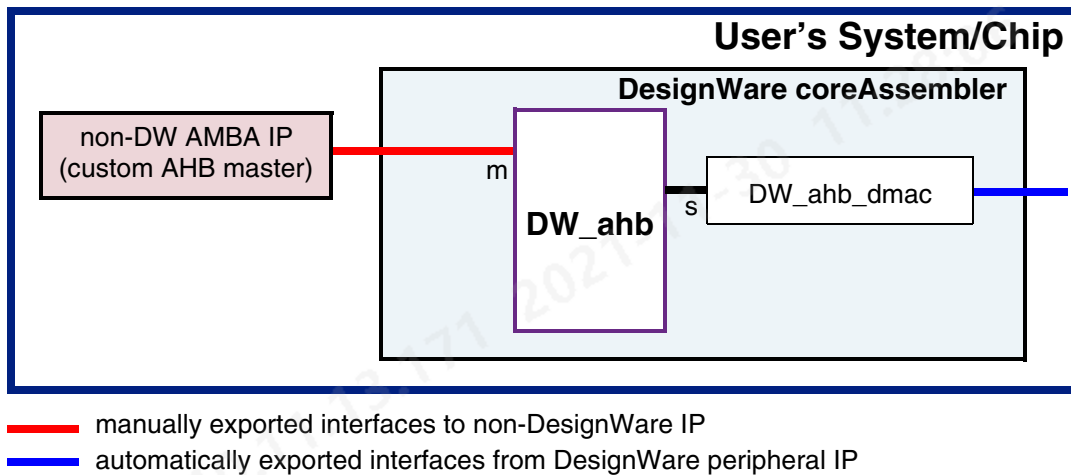 User's System/Chip
DesignWare coreAssembler
non-DW AMBA IP
(custom AHB master)
m
DW_ahb
s
DW_ahb_dmac
manually exported interfaces to non-DesignWare IP
automatically exported interfaces from DesignWare peripheral IP